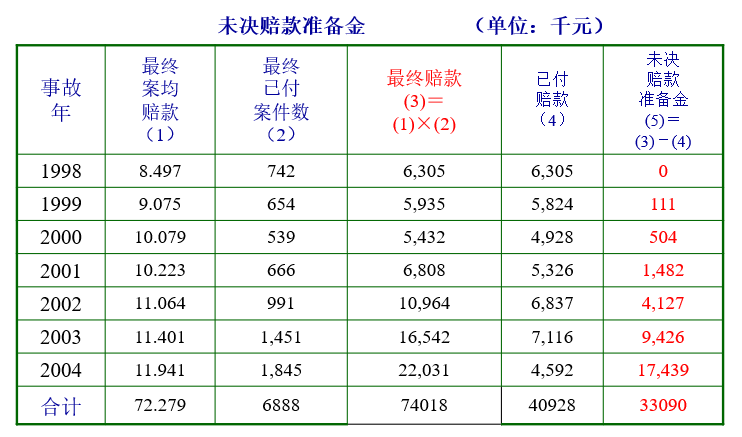 未决赔款准备金 （单位：千元）
事故年 最终案均赔款（1） 最终已付案件数（2） 最终赔款(3)＝(1)×(2) 已付赔款（4） 未决赔款准备金(5)＝(3)－(4)
1998 8.497 742 6,305 6,305 0
1999 9.075 654 5,935 5,824 111
2000 10.079 539 5,432 4,928 504
2001 10.223 666 6,808 5,326 1,482
2002 11.064 991 10,964 6,837 4,127
2003 11.401 1,451 16,542 7,116 9,426
2004 11.941 1,845 22,031 4,592 17,439
合计 72.279 6888 74018 40928 33090